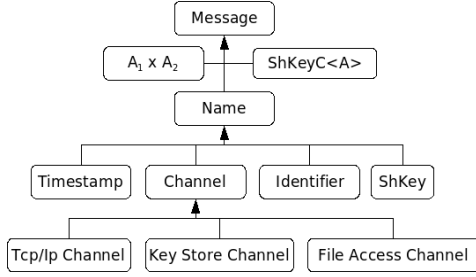 Message
A₁ x A₂ ShKeyC<A>
Name
Timestamp Channel Identifier ShKey
Tcp/Ip Channel Key Store Channel File Access Channel